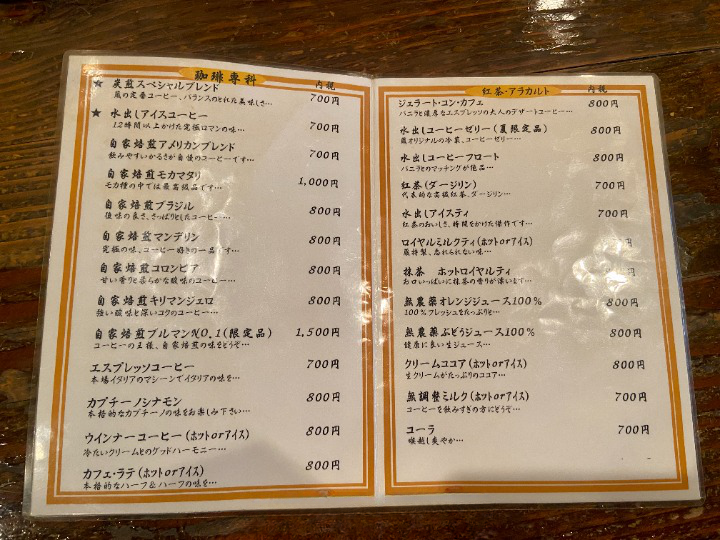 珈琲専科
内税
★ 炭煎スペシャルブレンド 700円
蔵の定番コーヒー、バランスのとれた美味しさ…
★ 水出しアイスコーヒー 700円
12時間以上かけた究極ロマンの味…
自家焙煎アメリカンブレンド 700円
飲みやすいかるさが自慢のコーヒーです…
自家焙煎モカマタリ 1,000円
モカ種の中では最高級品です…
自家焙煎ブラジル 800円
後味の良さ、さっぱりとしたコーヒー…
自家焙煎マンデリン 800円
究極の味、コーヒー好きの一品です…
自家焙煎コロンビア 800円
甘い香りと柔らかな酸味のコーヒー…
自家焙煎キリマンジェロ 800円
強い酸味と深いコクのコーヒー…
自家焙煎ブルマンNO.1(限定品) 1,500円
コーヒーの王様、自家焙煎の味をどうぞ…
エスプレッソコーヒー 700円
本場イタリアのマシーンでイタリアの味を…
カプチーノシナモン 800円
本格的なカプチーノの味をお楽しみ下さい…
ウインナーコーヒー(ホットorアイス) 800円
冷たいクリームとのグッドハーモニー…
カフェ・ラテ(ホットorアイス) 800円
本格的なハーフ&ハーフの味を…
紅茶・アラカルト
内税
ジェラート・コン・カフェ 800円
バニラと濃厚なエスプレッソの大人のデザートコーヒー…
水出しコーヒーゼリー(夏限定品) 800円
蔵オリジナルの冷菓、コーヒーゼリー…
水出しコーヒーフロート 800円
バニラとのマッチングが絶品…
紅茶(ダージリン) 700円
代表的な高級紅茶、ダージリン…
水出しアイスティ 700円
紅茶のおいしさ、時間をかけた傑作です…
ロイヤルミルクティ(ホットorアイス) 800円
蔵特製、忘れられない味…
抹茶 ホットロイヤルティ 800円
お口いっぱいに抹茶の香りが漂います…
無農薬オレンジジュース100% 800円
100%フレッシュをたっぷりと…
無農薬ぶどうジュース100% 800円
健康に良い生ジュース…
クリームココア(ホットorアイス) 800円
生クリームがたっぷりのココア…
無調整ミルク(ホットorアイス) 700円
コーヒーを飲みすぎの方にどうぞ…
コーラ 700円
喉越し爽やか…